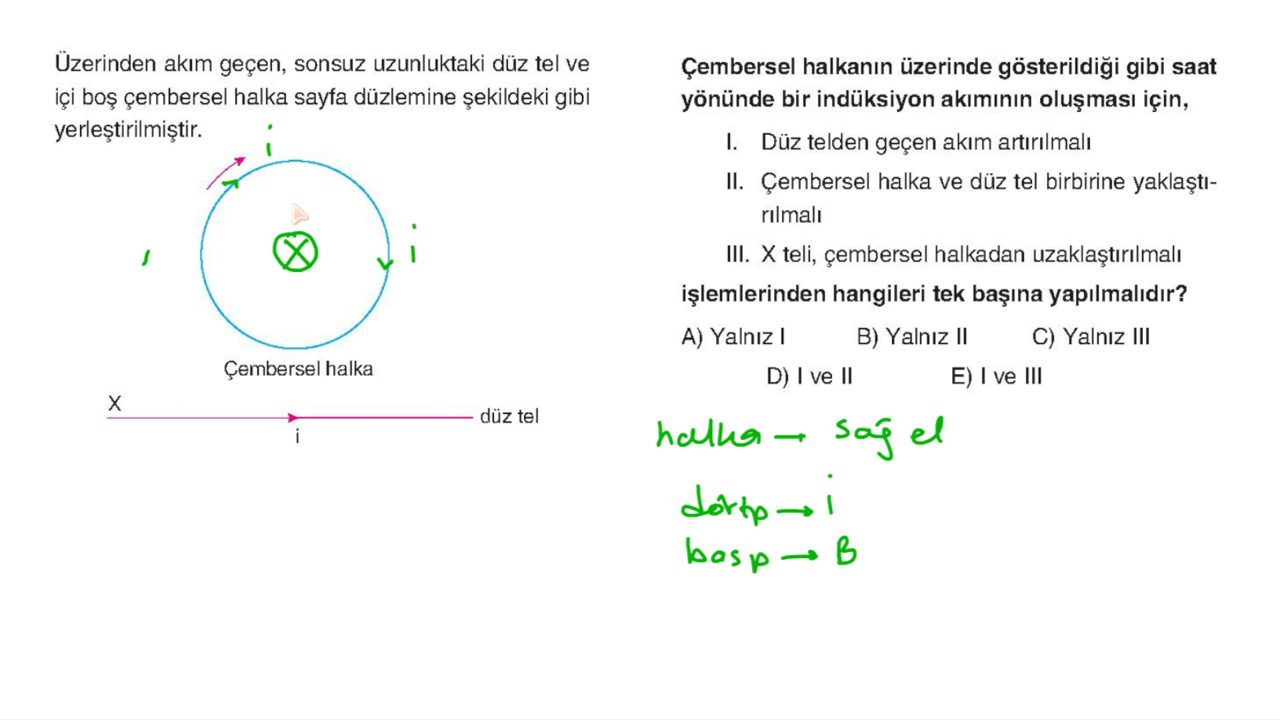 Üzerinden akım geçen, sonsuz uzunluktaki düz tel ve
içi boş çembersel halka sayfa düzlemine şekildeki gibi
yerleştirilmiştir.
i
i
Çembersel halka
X
düz tel
i
Çembersel halkanın üzerinde gösterildiği gibi saat
yönünde bir indüksiyon akımının oluşması için,
I. Düz telden geçen akım artırılmalı
II. Çembersel halka ve düz tel birbirine yaklaştı-
rılmalı
III. X teli, çembersel halkadan uzaklaştırılmalı
işlemlerinden hangileri tek başına yapılmalıdır?
A) Yalnız I B) Yalnız II C) Yalnız III
D) I ve II E) I ve III
halka → sağ el
dörtp → i
başp → B